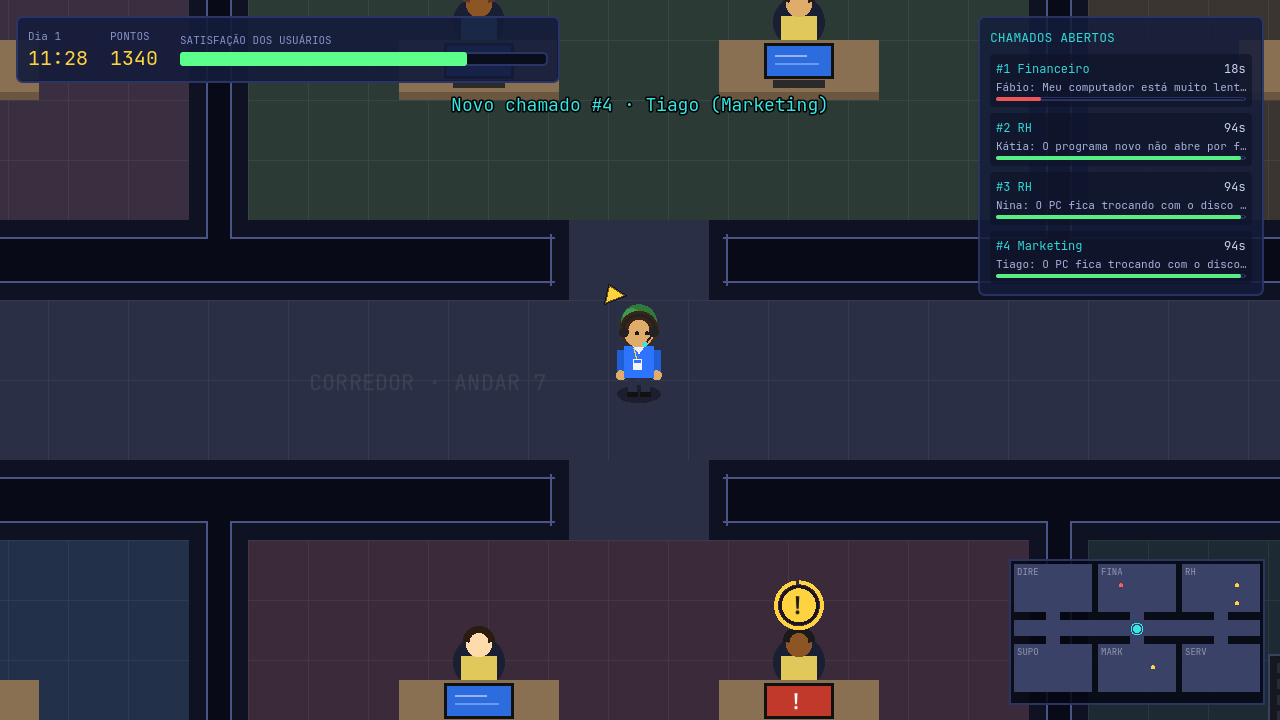 Dia 1
11:28
PONTOS
1340
SATISFAÇÃO DOS USUÁRIOS
Novo chamado #4 · Tiago (Marketing)
CHAMADOS ABERTOS
#1 Financeiro 18s
Fábio: Meu computador está muito lent…
#2 RH 94s
Kátia: O programa novo não abre por f…
#3 RH 94s
Nina: O PC fica trocando com o disco …
#4 Marketing 94s
Tiago: O PC fica trocando com o disco…
CORREDOR · ANDAR 7
!
!
DIRE FINA RH
SUPO MARK SERV